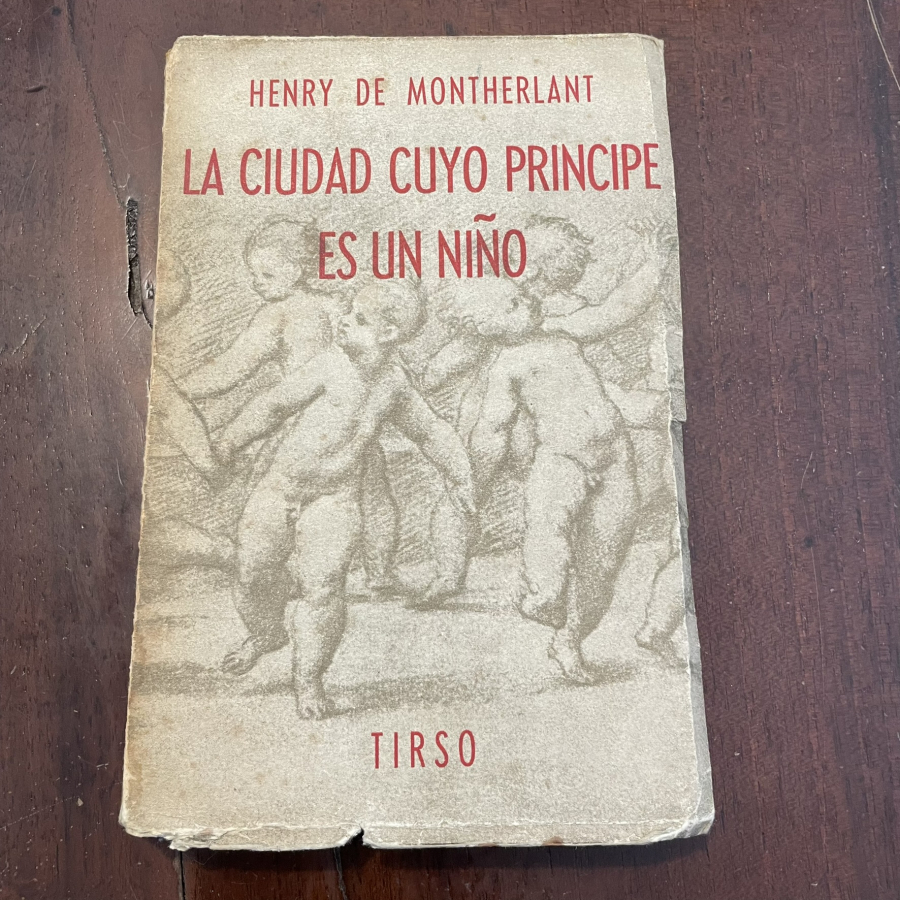 HENRY DE MONTHERLANT
LA CIUDAD CUYO PRINCIPE
ES UN NIÑO
TIRSO